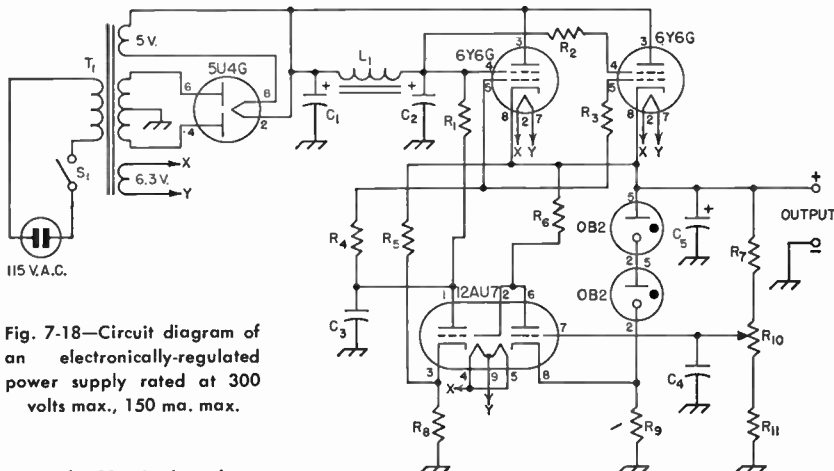 5 V.
T1
5U4G
6
8
4
2
6.3 V.
X
Y
S1
115 V.A.C.
L1
+
+
C1
C2
R1
6Y6G
3
4
5
8
2
7
X
Y
R2
6Y6G
3
4
5
8
2
7
X
Y
R3
R4
R5
R6
C3
12AU7
1
2
6
7
3
4
9
5
8
X
Y
R8
5
OB2
2
5
OB2
2
R9
+
C5
C4
R7
R10
R11
+
OUTPUT
−
Fig. 7-18—Circuit diagram of
an electronically-regulated
power supply rated at 300
volts max., 150 ma. max.